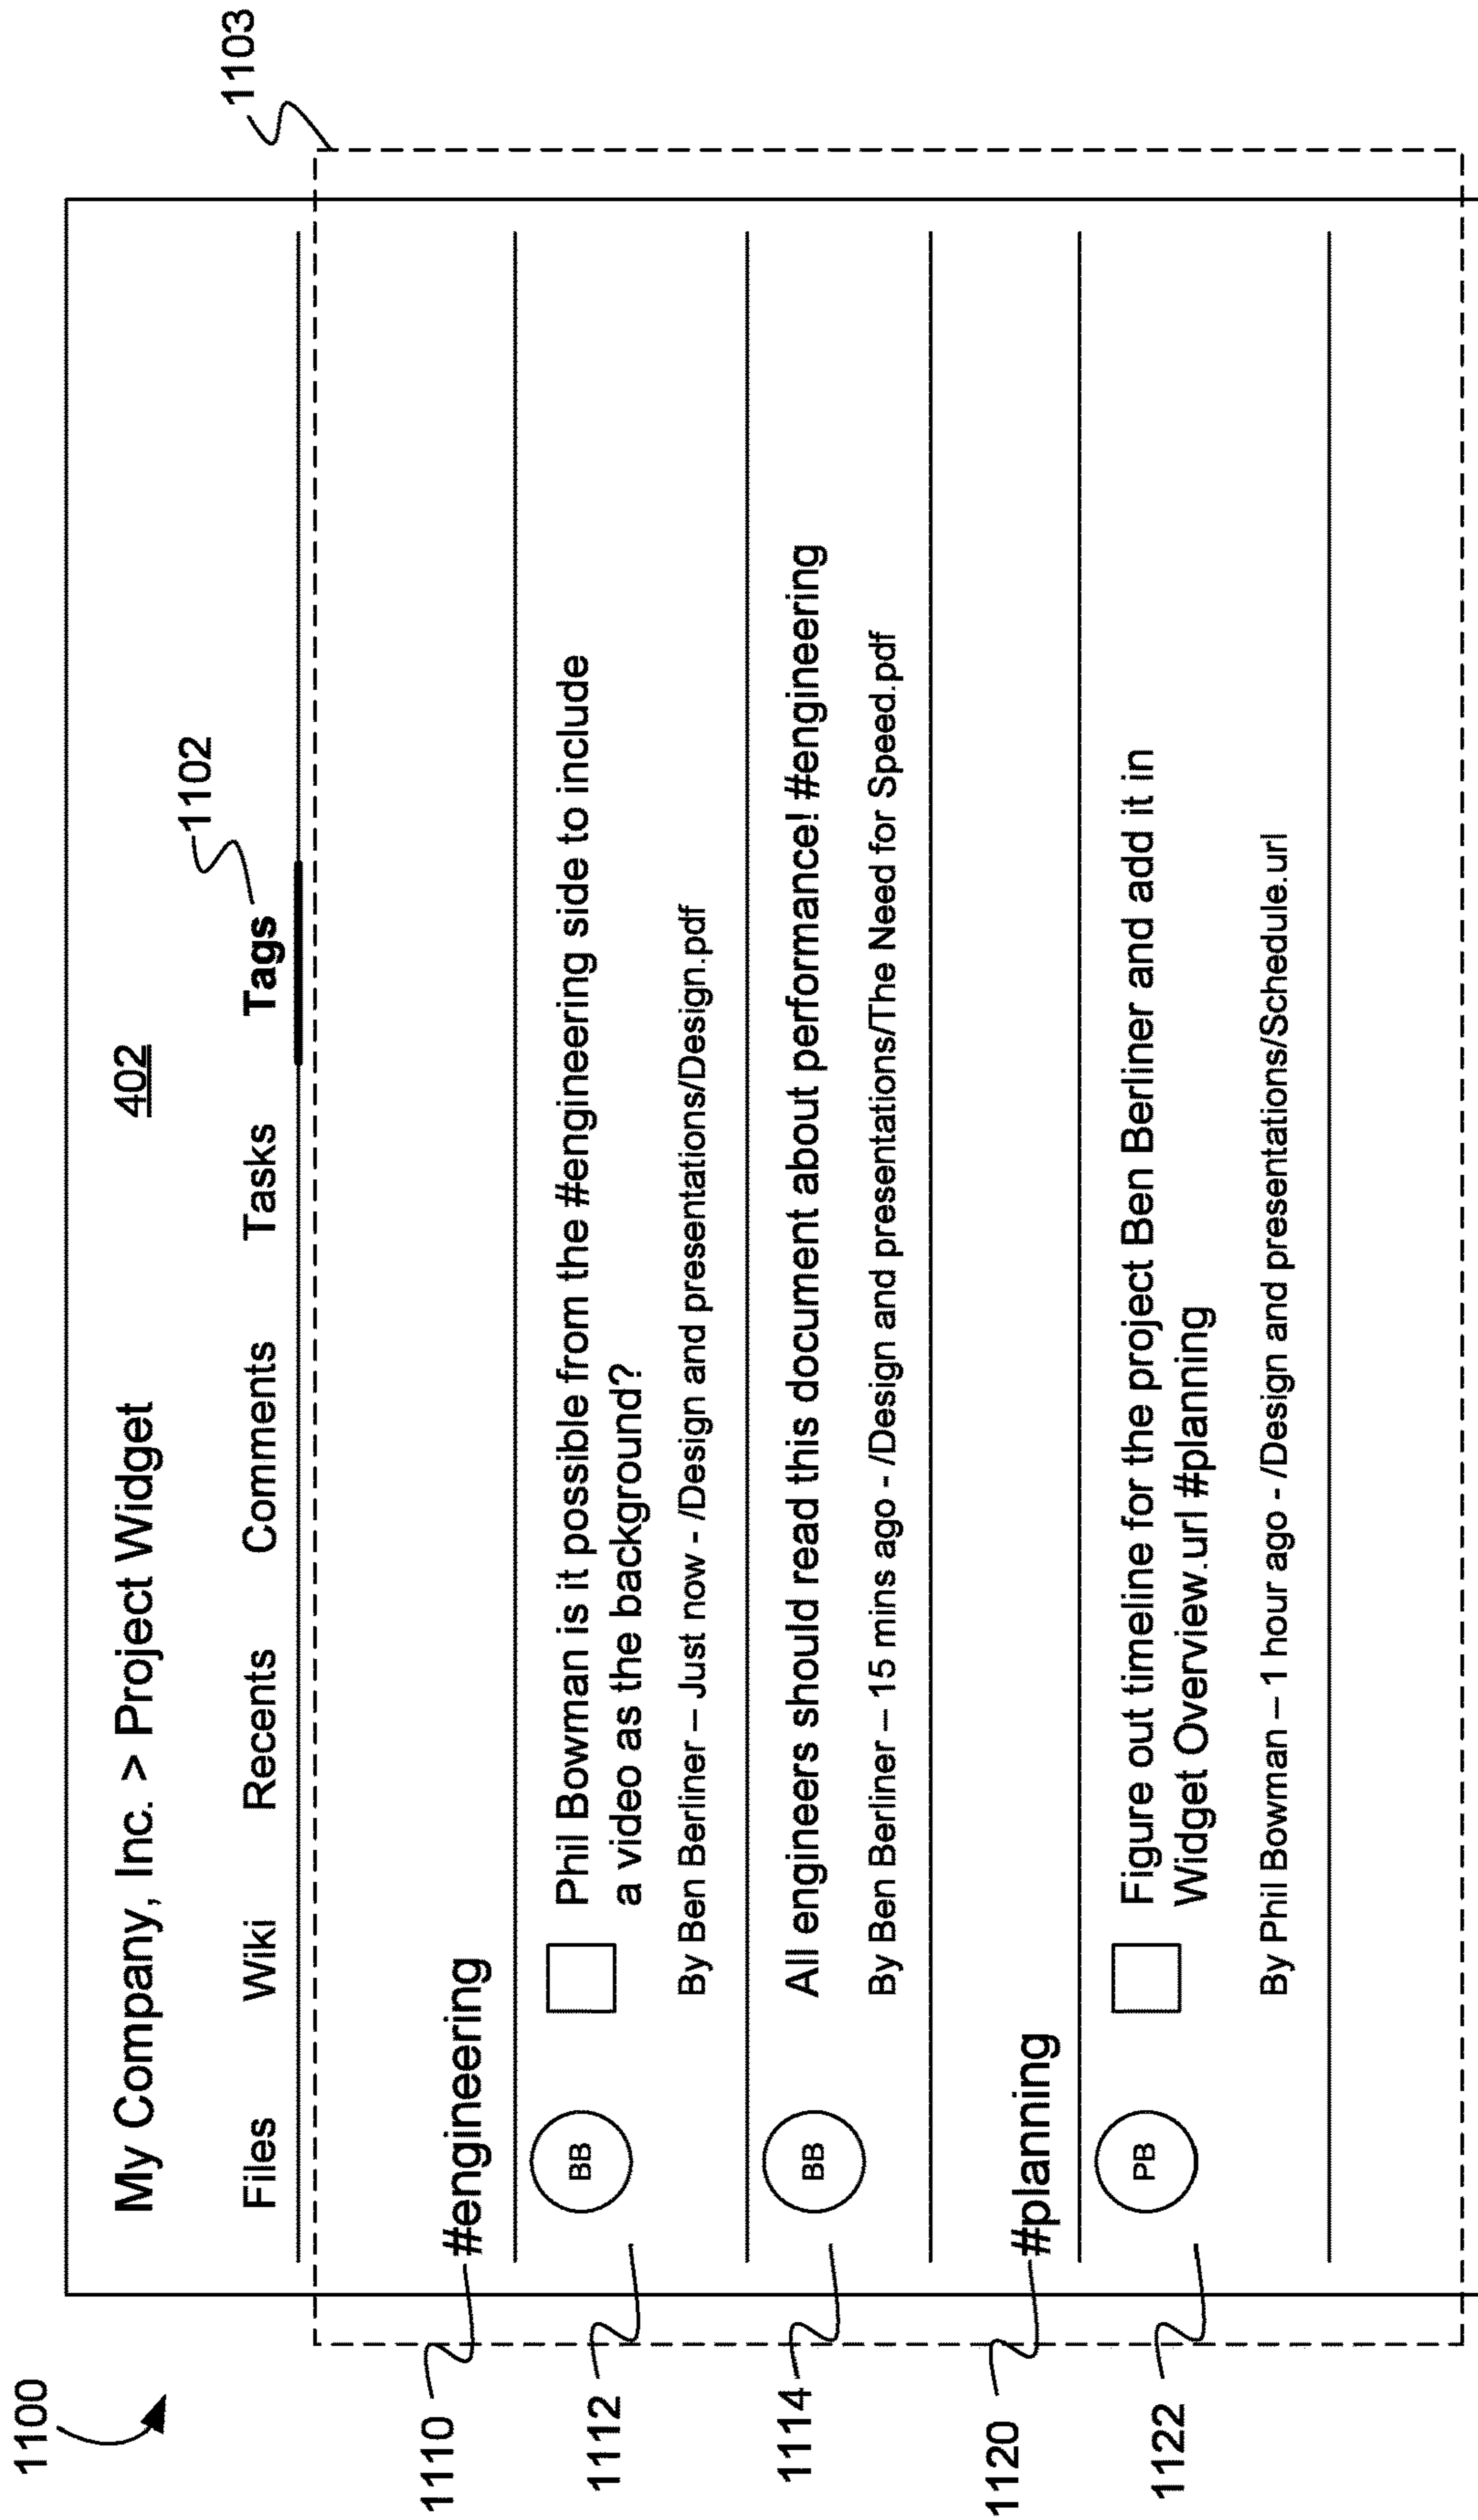 1100
My Company, Inc. > Project Widget
402
1102
1103
Files Wiki Recents Comments Tasks Tags
1110
#engineering
1112
BB
Phil Bowman is it possible from the #engineering side to include
a video as the background?
By Ben Berliner – Just now - /Design and presentations/Design.pdf
1114
BB
All engineers should read this document about performance! #engineering
By Ben Berliner – 15 mins ago - /Design and presentations/The Need for Speed.pdf
1120
#planning
1122
PB
Figure out timeline for the project Ben Berliner and add it in
Widget Overview.url #planning
By Phil Bowman – 1 hour ago - /Design and presentations/Schedule.url